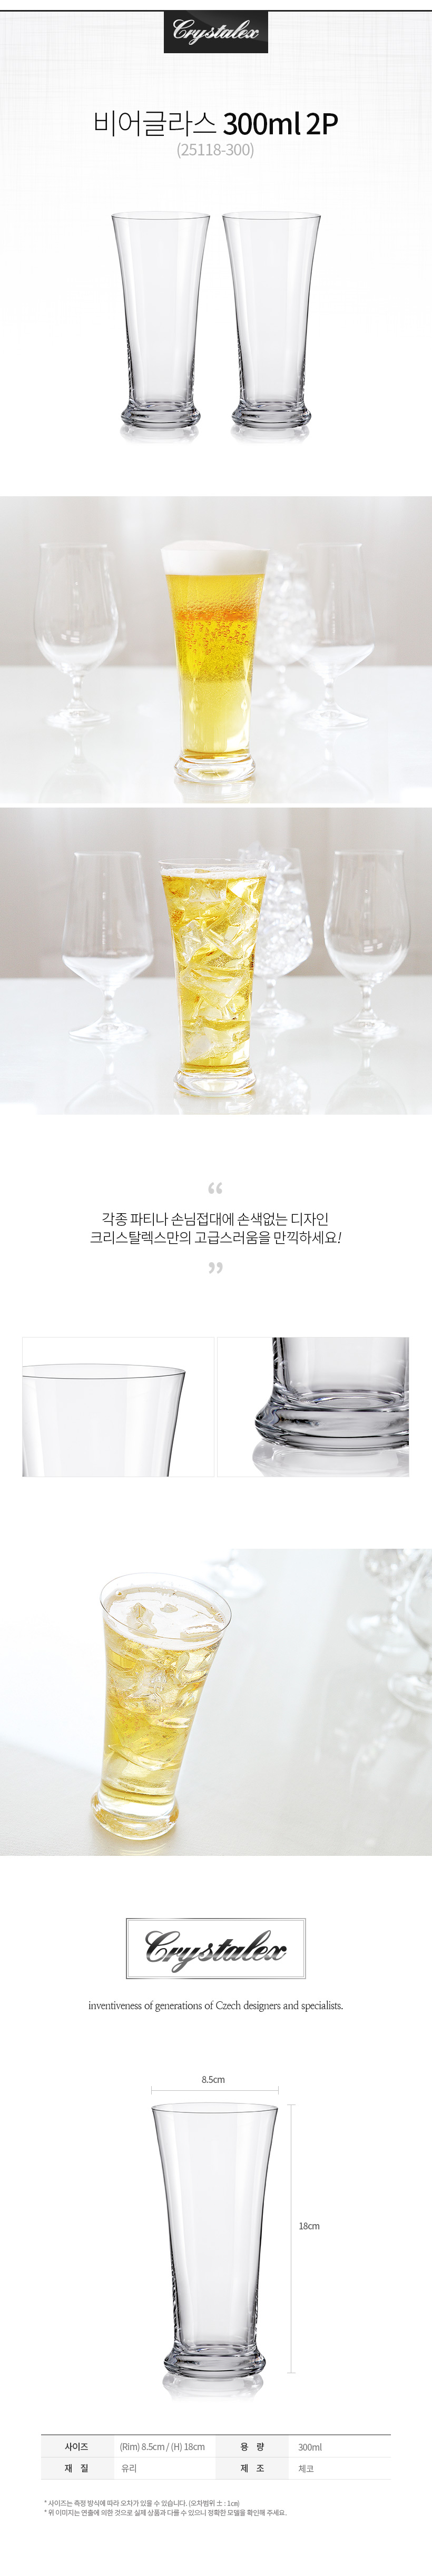 Crystalex
비어글라스 300ml 2P
(25118-300)
“
각종 파티나 손님접대에 손색없는 디자인
크리스탈렉스만의 고급스러움을 만끽하세요!
”
Crystalex
inventiveness of generations of Czech designers and specialists.
8.5cm
18cm
사이즈 (Rim) 8.5cm / (H) 18cm 용 량 300ml
재 질 유리 제 조 체코
* 사이즈는 측정 방식에 따라 오차가 있을 수 있습니다. (오차범위 ± : 1㎝)
* 위 이미지는 연출에 의한 것으로 실제 상품과 다를 수 있으니 정확한 모델을 확인해 주세요.